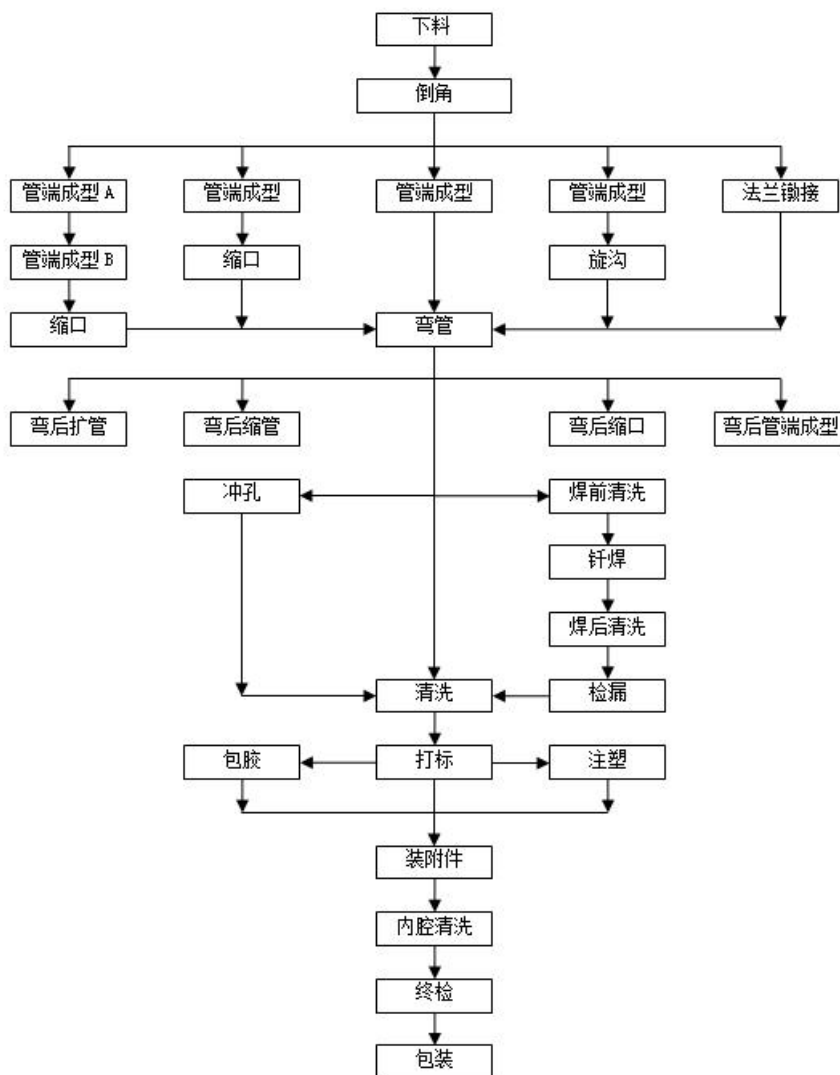 下料
倒角
管端成型 A
管端成型
管端成型
管端成型
法兰镦接
管端成型 B
缩口
旋沟
缩口
弯管
弯后扩管
弯后缩管
弯后缩口
弯后管端成型
冲孔
焊前清洗
钎焊
焊后清洗
清洗
检漏
包胶
打标
注塑
装附件
内腔清洗
终检
包装